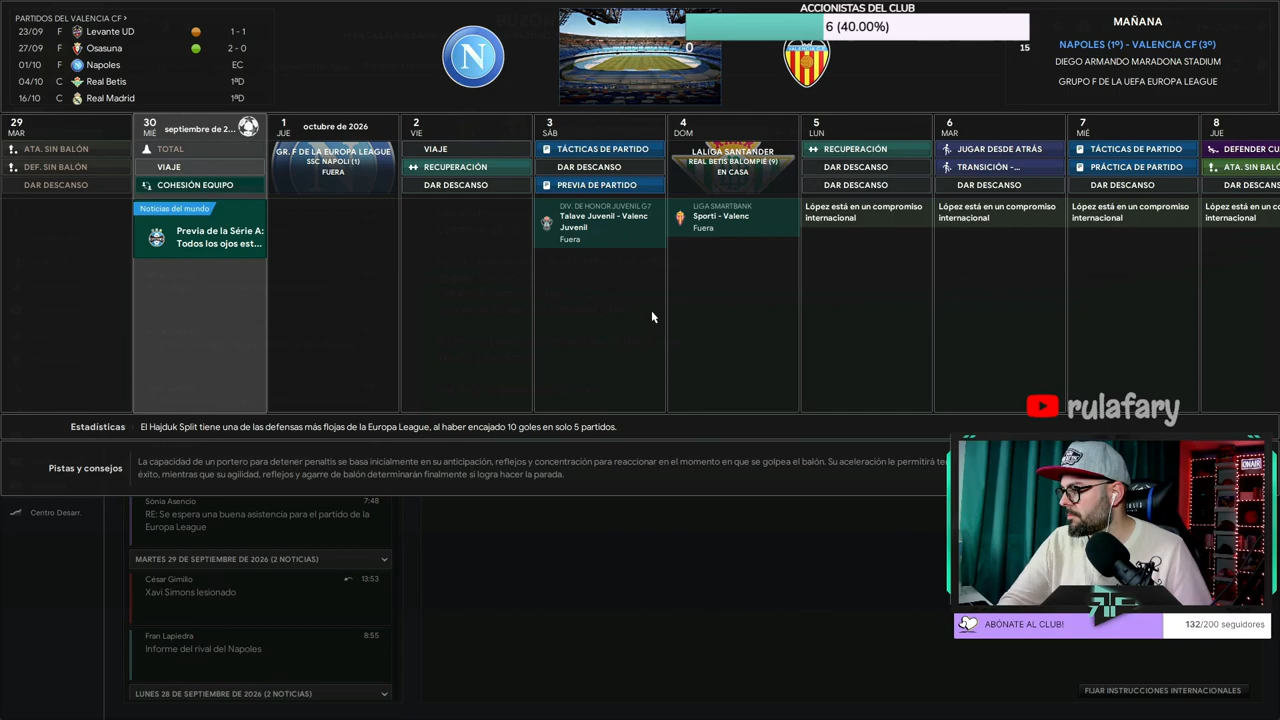 PARTIDOS DEL VALENCIA CF>
23/09 F Levante UD 1 - 1
27/09 F Osasuna 2 - 0
01/10 F Napoles EC
04/10 C Real Betis 1ªD
16/10 C Real Madrid 1ªD
ACCIONISTAS DEL CLUB
6 (40.00%)
0
15
MAÑANA
NAPOLES (1º) - VALENCIA CF (3º)
DIEGO ARMANDO MARADONA STADIUM
GRUPO F DE LA UEFA EUROPA LEAGUE
29
MAR
ATA. SIN BALÓN
DEF. SIN BALÓN
DAR DESCANSO
30
MIÉ
septiembre de 2...
TOTAL
VIAJE
COHESIÓN EQUIPO
Noticias del mundo
Previa de la Série A:
Todos los ojos est...
1
JUE
octubre de 2026
GR. F DE LA EUROPA LEAGUE
SSC NAPOLI (1)
FUERA
2
VIE
VIAJE
RECUPERACIÓN
DAR DESCANSO
3
SÁB
TÁCTICAS DE PARTIDO
DAR DESCANSO
PREVIA DE PARTIDO
DIV. DE HONOR JUVENIL G7
Talave Juvenil - Valenc
Juvenil
Fuera
4
DOM
LALIGA SANTANDER
REAL BETIS BALOMPIÉ (9)
EN CASA
LIGA SMARTBANK
Sporti - Valenc
Fuera
5
LUN
RECUPERACIÓN
DAR DESCANSO
DAR DESCANSO
López está en un compromiso
internacional
6
MAR
JUGAR DESDE ATRÁS
TRANSICIÓN -...
DAR DESCANSO
López está en un compromiso
internacional
7
MIÉ
TÁCTICAS DE PARTIDO
PRÁCTICA DE PARTIDO
DAR DESCANSO
López está en un compromiso
internacional
8
JUE
DEFENDER CU
ATA. SIN BALÓ
DAR DESCANS
López está en un co
internacional
rulafary
Estadísticas
El Hajduk Split tiene una de las defensas más flojas de la Europa League, al haber encajado 10 goles en solo 5 partidos.
Pistas y consejos
La capacidad de un portero para detener penaltis se basa inicialmente en su anticipación, reflejos y concentración para reaccionar en el momento en que se golpea el balón. Su aceleración le permitirá te
éxito, mientras que su agilidad, reflejos y agarre de balón determinarán finalmente si logra hacer la parada.
Centro Desarr.
Sonia Asencio 7:48
RE: Se espera una buena asistencia para el partido de la
Europa League
MARTES 29 DE SEPTIEMBRE DE 2026 (2 NOTICIAS)
César Gimilio 13:53
Xavi Simons lesionado
Fran Lapiedra 8:55
Informe del rival del Napoles
LUNES 28 DE SEPTIEMBRE DE 2026 (2 NOTICIAS)
ON AIR
ABÓNATE AL CLUB!
132/200 seguidores
FIJAR INSTRUCCIONES INTERNACIONALES